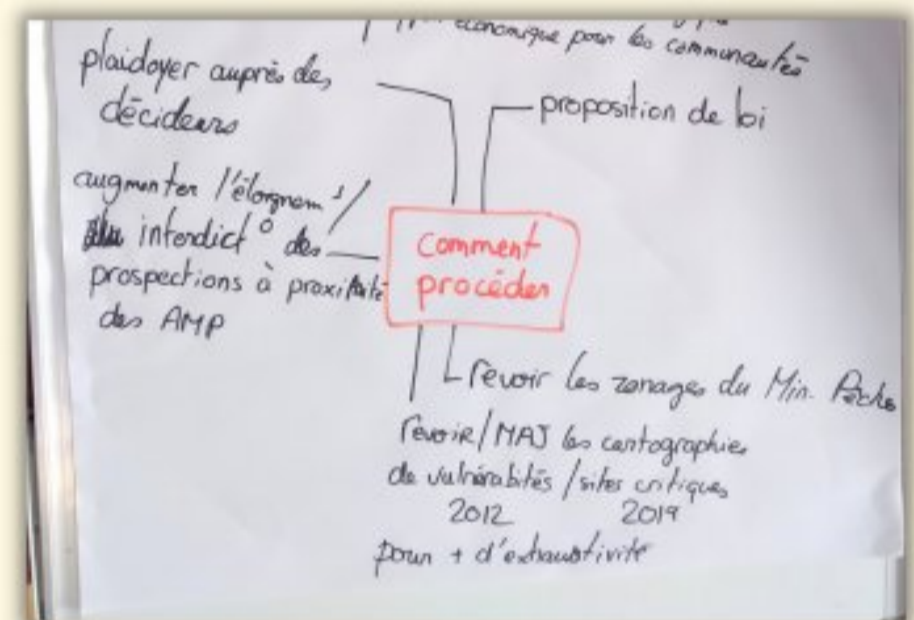 économique pour les communautés
plaidoyer auprès des
décideurs
proposition de loi
augmenter l'éloignem^t/
interdict° des
prospections à proximité
des AMP
comment
procéder
revoir les zonages du Min. Pêche
revoir/MAJ les cartographies
de vulnérabilités/sites critiques
2012 2019
pour + d'exhaustivité